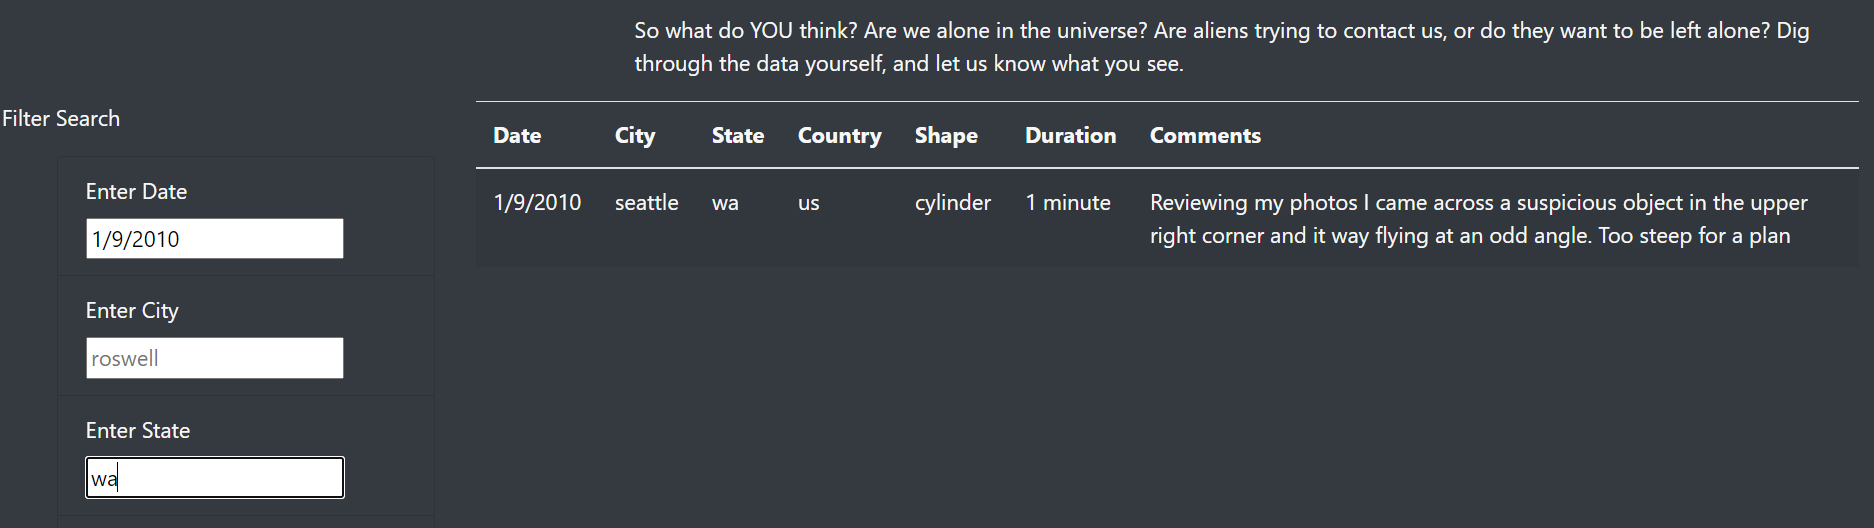 So what do YOU think? Are we alone in the universe? Are aliens trying to contact us, or do they want to be left alone? Dig
through the data yourself, and let us know what you see.
Filter Search
Enter Date
1/9/2010
Enter City
roswell
Enter State
wa
Date City State Country Shape Duration Comments
1/9/2010 seattle wa us cylinder 1 minute Reviewing my photos I came across a suspicious object in the upper
right corner and it way flying at an odd angle. Too steep for a plan